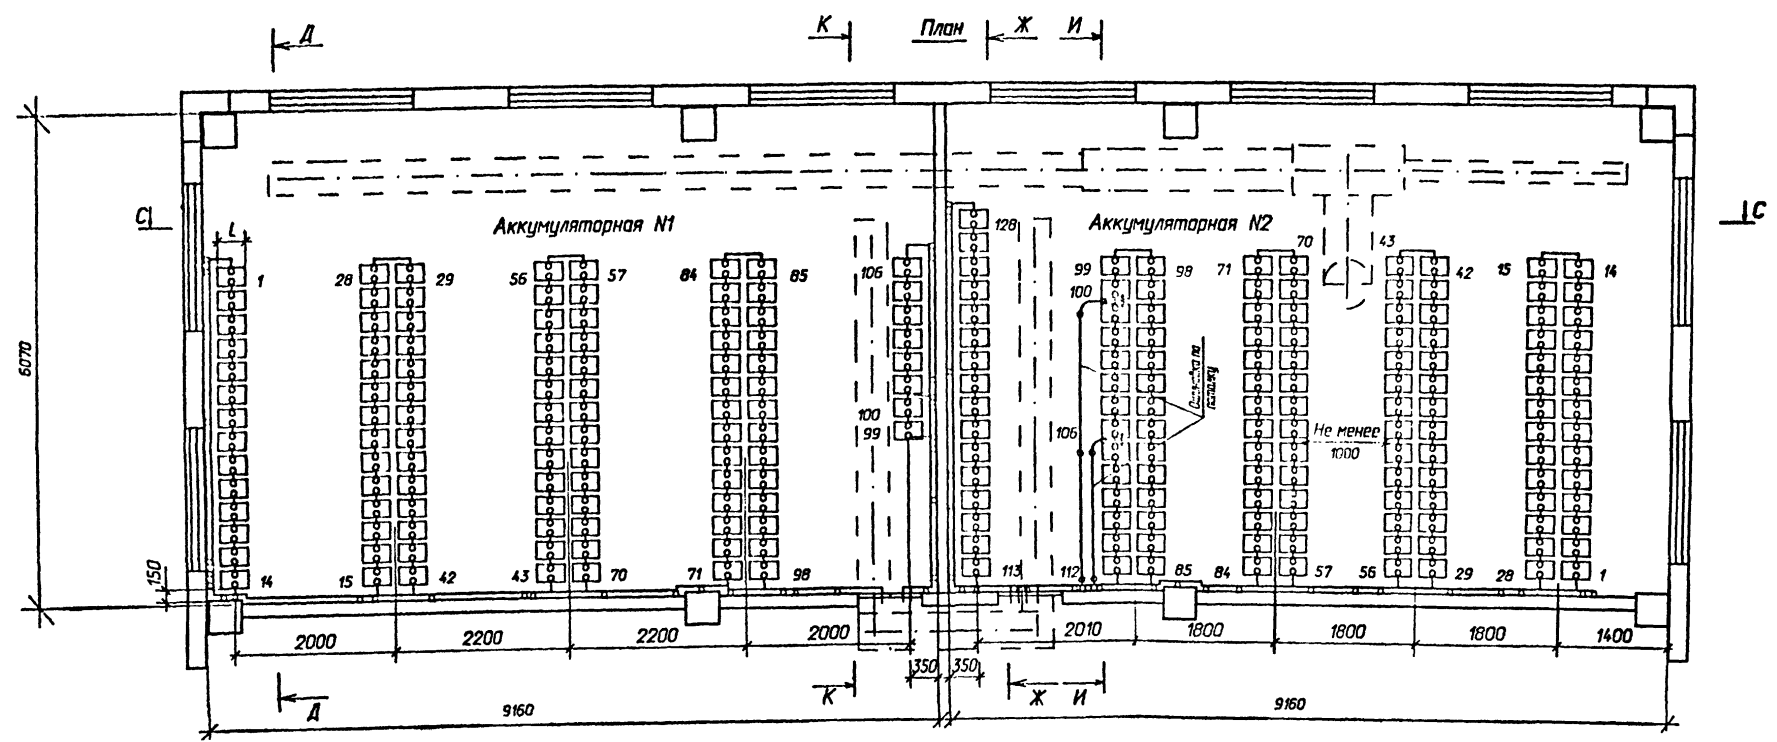 Д К План Ж И
6070
С С
Аккумуляторная N1 Аккумуляторная N2
L
128
1 28 29 56 57 84 85 106 99 98 71 70 43 42 15 14
100
100
99
106
потолку
Не менее
1000
150
14 15 42 43 70 71 98 113 112 85 84 57 56 29 28 1
2000 2200 2200 2000 2010 1800 1800 1800 1400
350 350
Д К Ж И
9160 9160